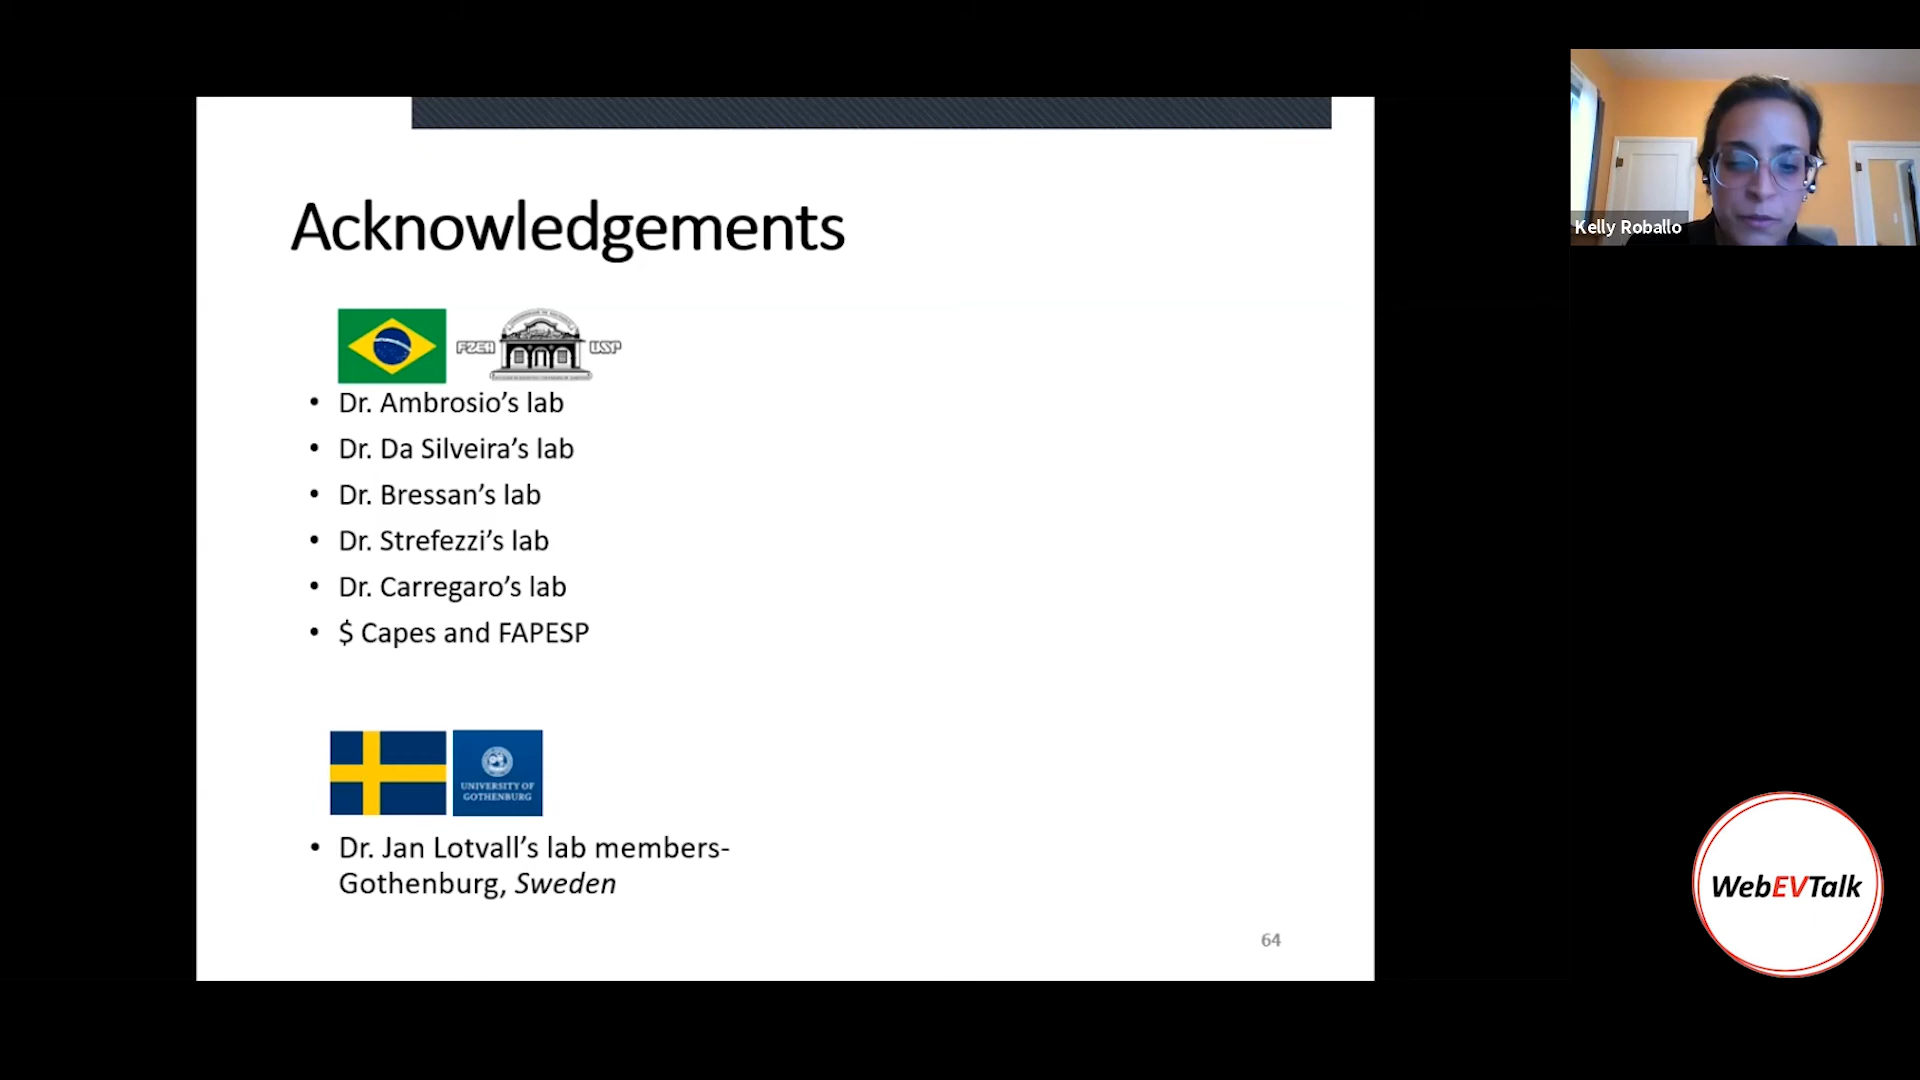 Acknowledgements
FZEA USP
• Dr. Ambrosio’s lab
• Dr. Da Silveira’s lab
• Dr. Bressan’s lab
• Dr. Strefezzi’s lab
• Dr. Carregaro’s lab
• $ Capes and FAPESP
UNIVERSITY OF
GOTHENBURG
• Dr. Jan Lotvall’s lab members-
Gothenburg, Sweden
64
Kelly Roballo
WebEVTalk